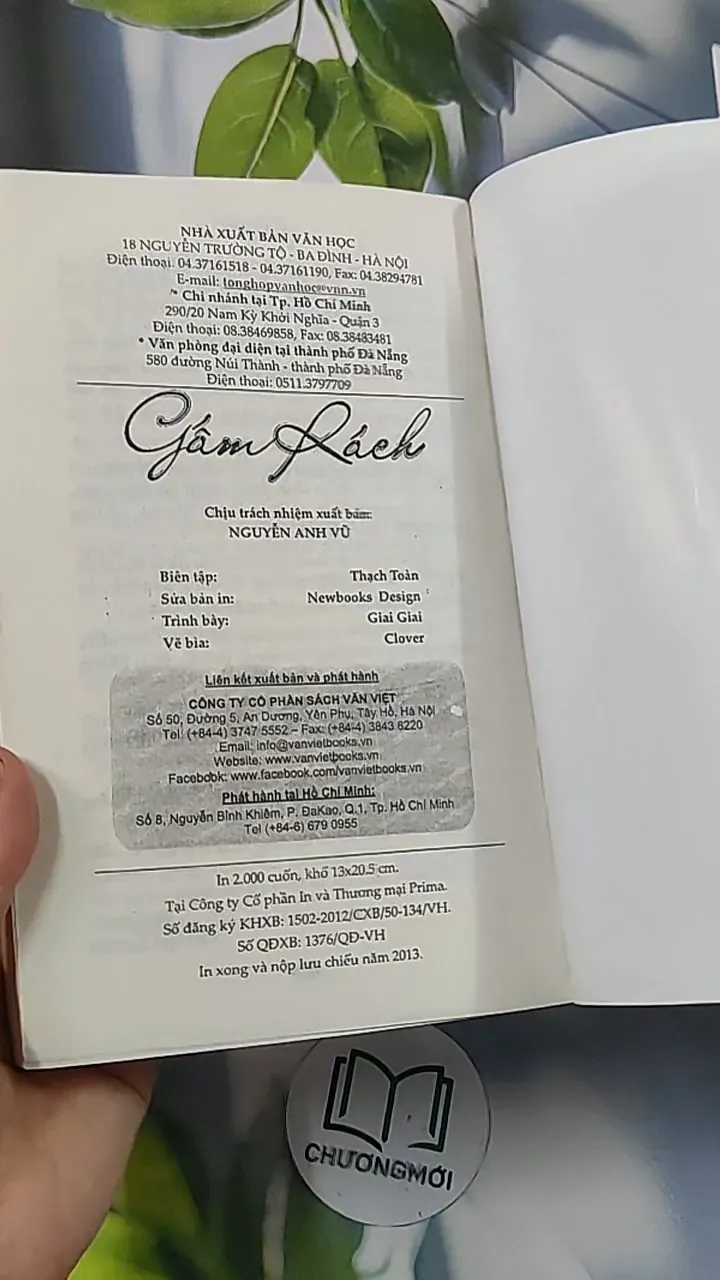 NHÀ XUẤT BẢN VĂN HỌC
18 NGUYỄN TRƯỜNG TỘ - BA ĐÌNH - HÀ NỘI
Điện thoại: 04.37161518 - 04.37161190, Fax: 04.38294781
E-mail: tonghopvanhoc@vnn.vn
* Chi nhánh tại Tp. Hồ Chí Minh
290/20 Nam Kỳ Khởi Nghĩa - Quận 3
Điện thoại: 08.38469858, Fax: 08.38483481
* Văn phòng đại diện tại thành phố Đà Nẵng
580 đường Núi Thành - thành phố Đà Nẵng
Điện thoại: 0511.3797709
Gấm Rách
Chịu trách nhiệm xuất bản:
NGUYỄN ANH VŨ
Biên tập: Thạch Toản
Sửa bản in: Newbooks Design
Trình bày: Giai Giai
Vẽ bìa: Clover
Liên kết xuất bản và phát hành
CÔNG TY CỔ PHẦN SÁCH VĂN VIỆT
Số 50, Đường 5, An Dương, Yên Phụ, Tây Hồ, Hà Nội
Tel: (+84-4) 3747 5552 – Fax: (+84-4) 3843 8220
Email: info@vanvietbooks.vn
Website: www.vanvietbooks.vn
Facebook: www.facebook.com/vanvietbooks.vn
Phát hành tại Hồ Chí Minh:
Số 8, Nguyễn Bỉnh Khiêm, P. ĐaKao, Q.1, Tp. Hồ Chí Minh
Tel (+84-6) 679 0955
In 2.000 cuốn, khổ 13x20.5 cm.
Tại Công ty Cổ phần In và Thương mại Prima.
Số đăng ký KHXB: 1502-2012/CXB/50-134/VH.
Số QĐXB: 1376/QĐ-VH
In xong và nộp lưu chiểu năm 2013.
CHƯƠNGMỚI